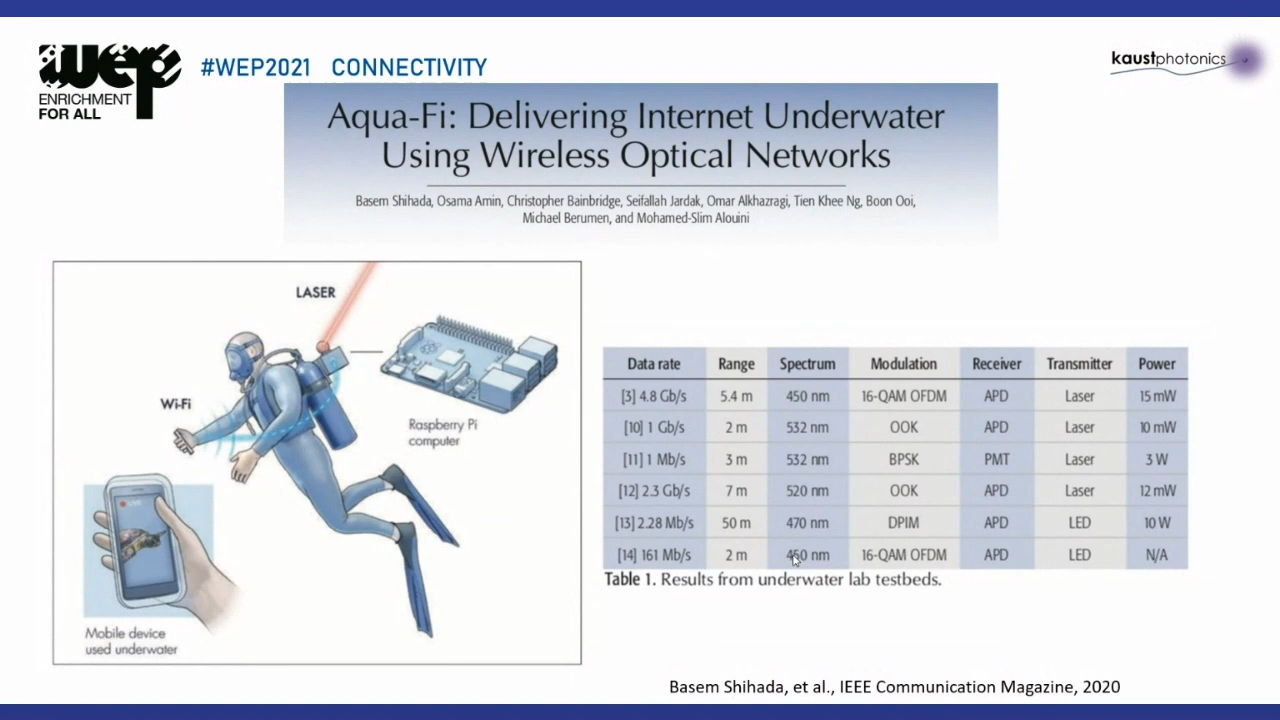 wep
ENRICHMENT
FOR ALL
#WEP2021 CONNECTIVITY
kaustphotonics
Aqua-Fi: Delivering Internet Underwater
Using Wireless Optical Networks
Basem Shihada, Osama Amin, Christopher Bainbridge, Seifallah Jardak, Omar Alkhazragi, Tien Khee Ng, Boon Ooi,
Michael Berumen, and Mohamed-Slim Alouini
LASER
Wi-Fi
Raspberry Pi
computer
Mobile device
used underwater
Data rate Range Spectrum Modulation Receiver Transmitter Power
[3] 4.8 Gb/s 5.4 m 450 nm 16-QAM OFDM APD Laser 15 mW
[10] 1 Gb/s 2 m 532 nm OOK APD Laser 10 mW
[11] 1 Mb/s 3 m 532 nm BPSK PMT Laser 3 W
[12] 2.3 Gb/s 7 m 520 nm OOK APD Laser 12 mW
[13] 2.28 Mb/s 50 m 470 nm DPIM APD LED 10 W
[14] 161 Mb/s 2 m nm 16-QAM OFDM APD LED N/A
Table 1. Results from underwater lab testbeds.
Basem Shihada, et al., IEEE Communication Magazine, 2020